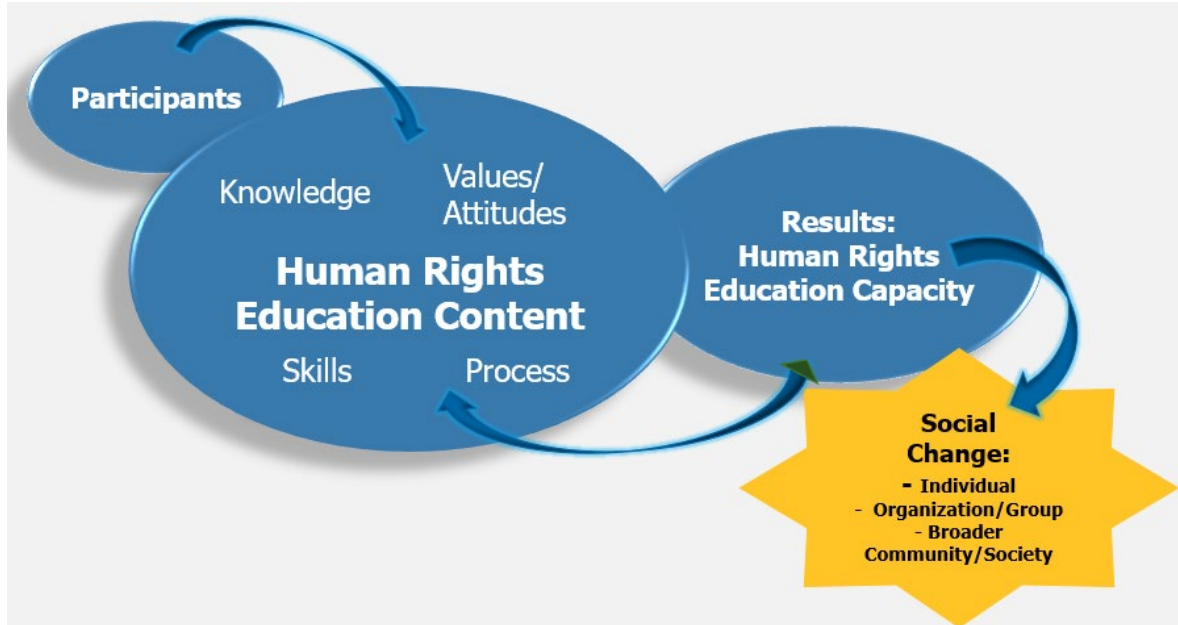 Participants
Knowledge
Values/
Attitudes
Human Rights
Education Content
Skills
Process
Results:
Human Rights
Education Capacity
Social
Change:
- Individual
- Organization/Group
- Broader
Community/Society